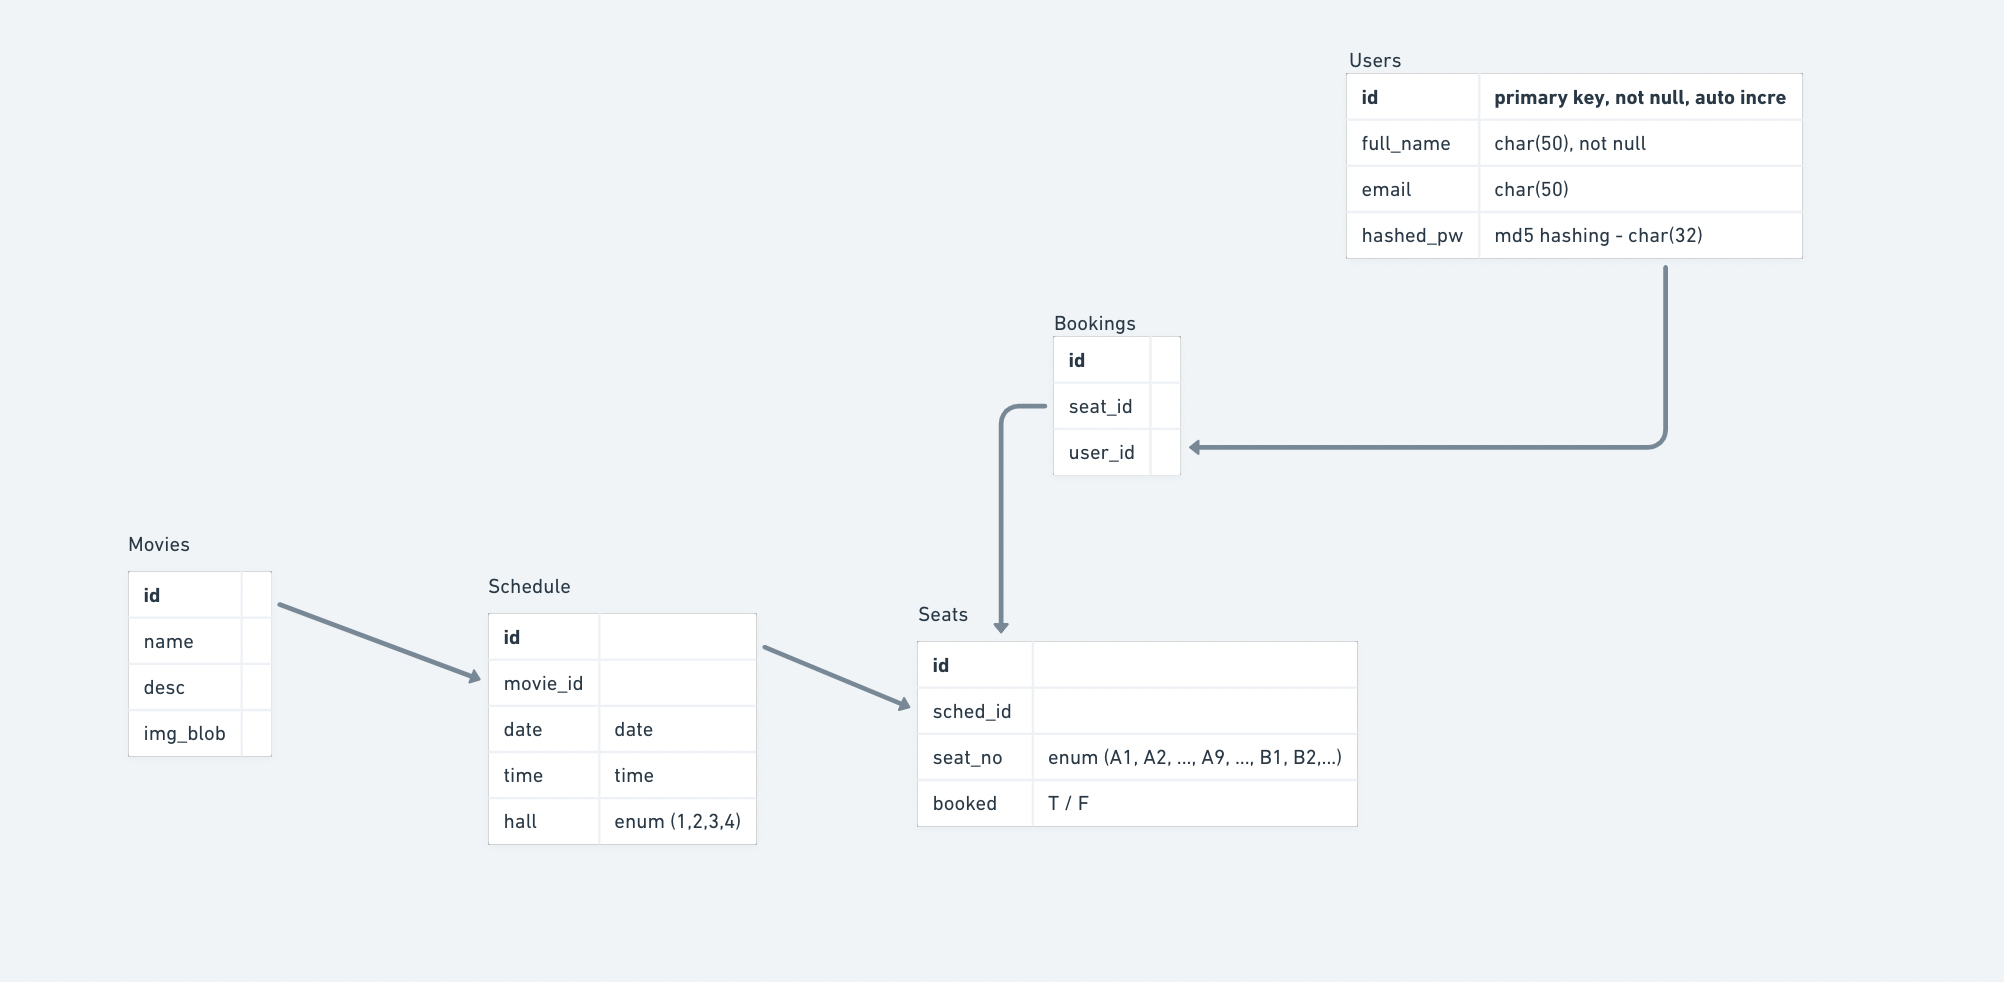 Users
id primary key, not null, auto incre
full_name char(50), not null
email char(50)
hashed_pw md5 hashing - char(32)
Bookings
id
seat_id
user_id
Movies
id
name
desc
img_blob
Schedule
id
movie_id
date date
time time
hall enum (1,2,3,4)
Seats
id
sched_id
seat_no enum (A1, A2, ..., A9, ..., B1, B2,...)
booked T / F